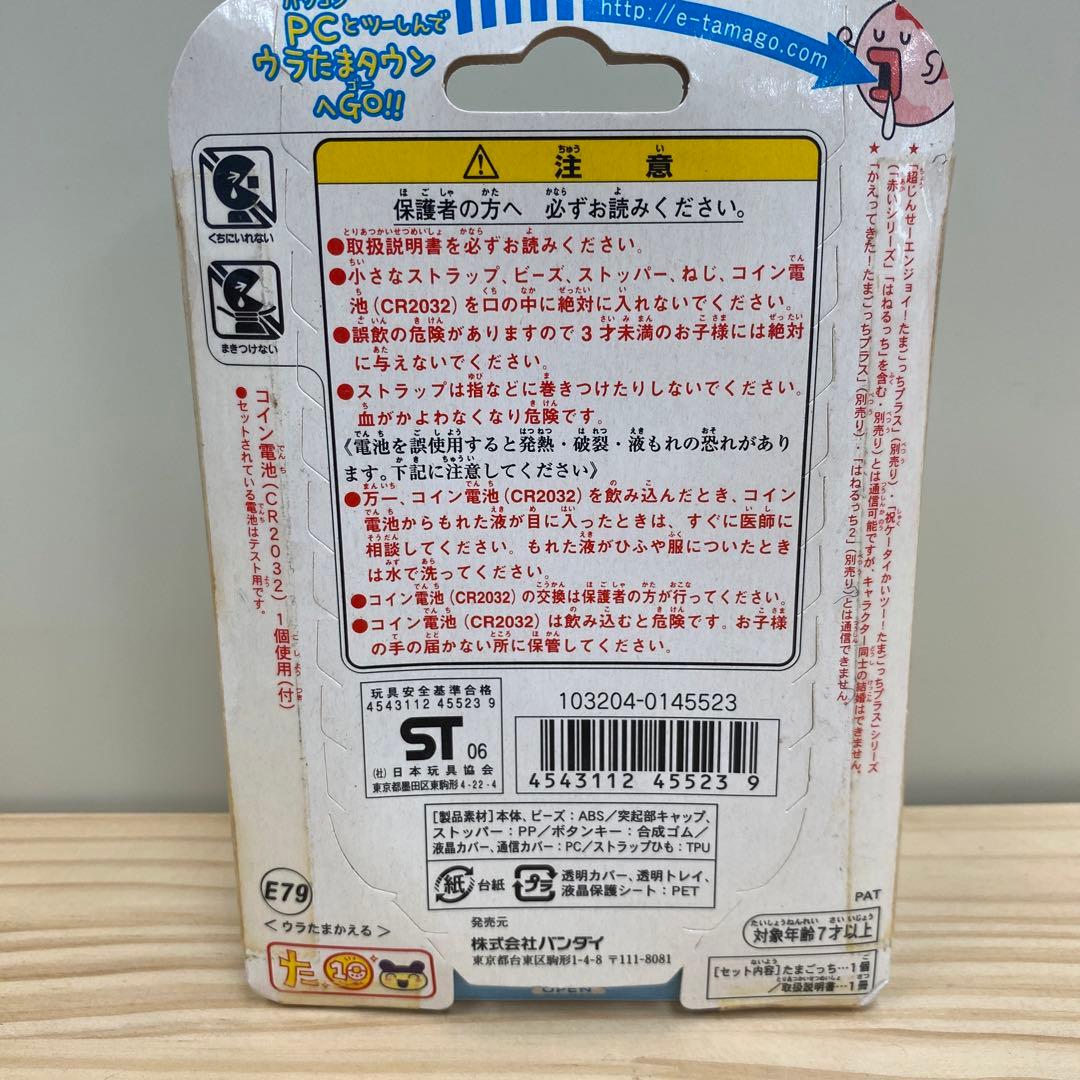 パソコン
PCとツーしんで
ウラたまタウン
ゴー
へGO!!
http://e-tamago.com
くちにいれない
まきつけない
注意
保護者の方へ 必ずお読みください。
●取扱説明書を必ずお読みください。
●小さなストラップ、ビーズ、ストッパー、ねじ、コイン電
池(CR2032)を口の中に絶対に入れないでください。
●誤飲の危険がありますので3才未満のお子様には絶対
に与えないでください。
●ストラップは指などに巻きつけたりしないでください。
血がかよわなくなり危険です。
《電池を誤使用すると発熱・破裂・液もれの恐れがあり
ます。下記に注意してください》
●万一、コイン電池(CR2032)を飲み込んだとき、コイン
電池からもれた液が目に入ったときは、すぐに医師に
相談してください。もれた液がひふや服についたとき
は水で洗ってください。
●コイン電池(CR2032)の交換は保護者の方が行ってください。
●コイン電池(CR2032)は飲み込むと危険です。お子様
の手の届かない所に保管してください。
コイン電池(CR2032)1個使用(付)
●セットされている電池はテスト用です。
★「超じんせーエンジョイ!たまごっちプラス」(別売り)・「祝ケータイかいツー!たまごっちプラス」シリーズ
(「赤いシリーズ」「はねるっち」を含む・別売り)とは通信可能ですが、キャラクター同士の結婚はできません。
★「かえってきた!たまごっちプラス」(別売り)・「はねるっち2」(別売り)とは通信できません。
玩具安全基準合格
4543112 45523 9
ST 06
(社)日本玩具協会
東京都墨田区東駒形4-22-4
103204-0145523
4543112 455239
[製品素材]本体、ビーズ:ABS/突起部キャップ、
ストッパー:PP/ボタンキー:合成ゴム/
液晶カバー、通信カバー:PC/ストラップひも:TPU
紙 台紙
プラ 透明カバー、透明トレイ、
液晶保護シート:PET
E79
<ウラたまかえる>
た 10
発売元
株式会社バンダイ
東京都台東区駒形1-4-8 〒111-8081
OPEN
PAT
対象年齢7才以上
[セット内容]たまごっち…1個
/取扱説明書…1冊